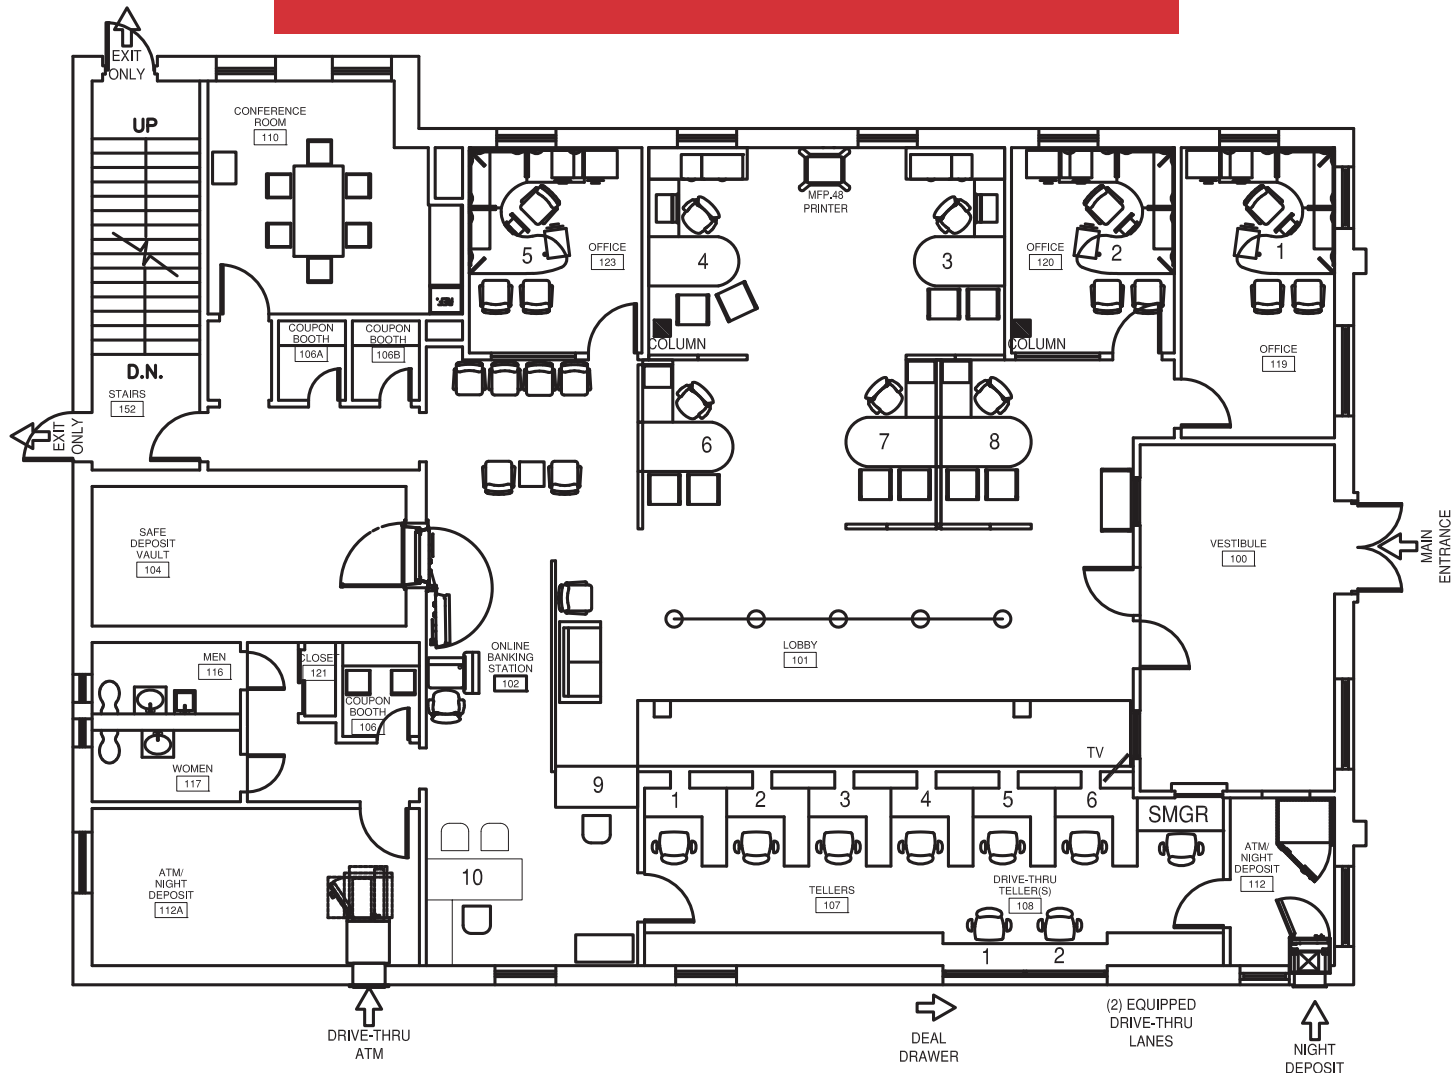 EXIT
ONLY
UP
CONFERENCE
ROOM
110
MFP.48
PRINTER
5
OFFICE
123
4
3
OFFICE
120
2
1
REF.
COUPON
BOOTH
106A
COUPON
BOOTH
106B
COLUMN
COLUMN
OFFICE
119
D.N.
STAIRS
152
EXIT
ONLY
6
7
8
SAFE
DEPOSIT
VAULT
104
VESTIBULE
100
MAIN
ENTRANCE
MEN
116
CLOSET
121
ONLINE
BANKING
STATION
102
LOBBY
101
COUPON
BOOTH
106
WOMEN
117
TV
9
1
2
3
4
5
6
SMGR
10
ATM/
NIGHT
DEPOSIT
112A
TELLERS
107
DRIVE-THRU
TELLER(S)
108
ATM/
NIGHT
DEPOSIT
112
1
2
DRIVE-THRU
ATM
DEAL
DRAWER
(2) EQUIPPED
DRIVE-THRU
LANES
NIGHT
DEPOSIT